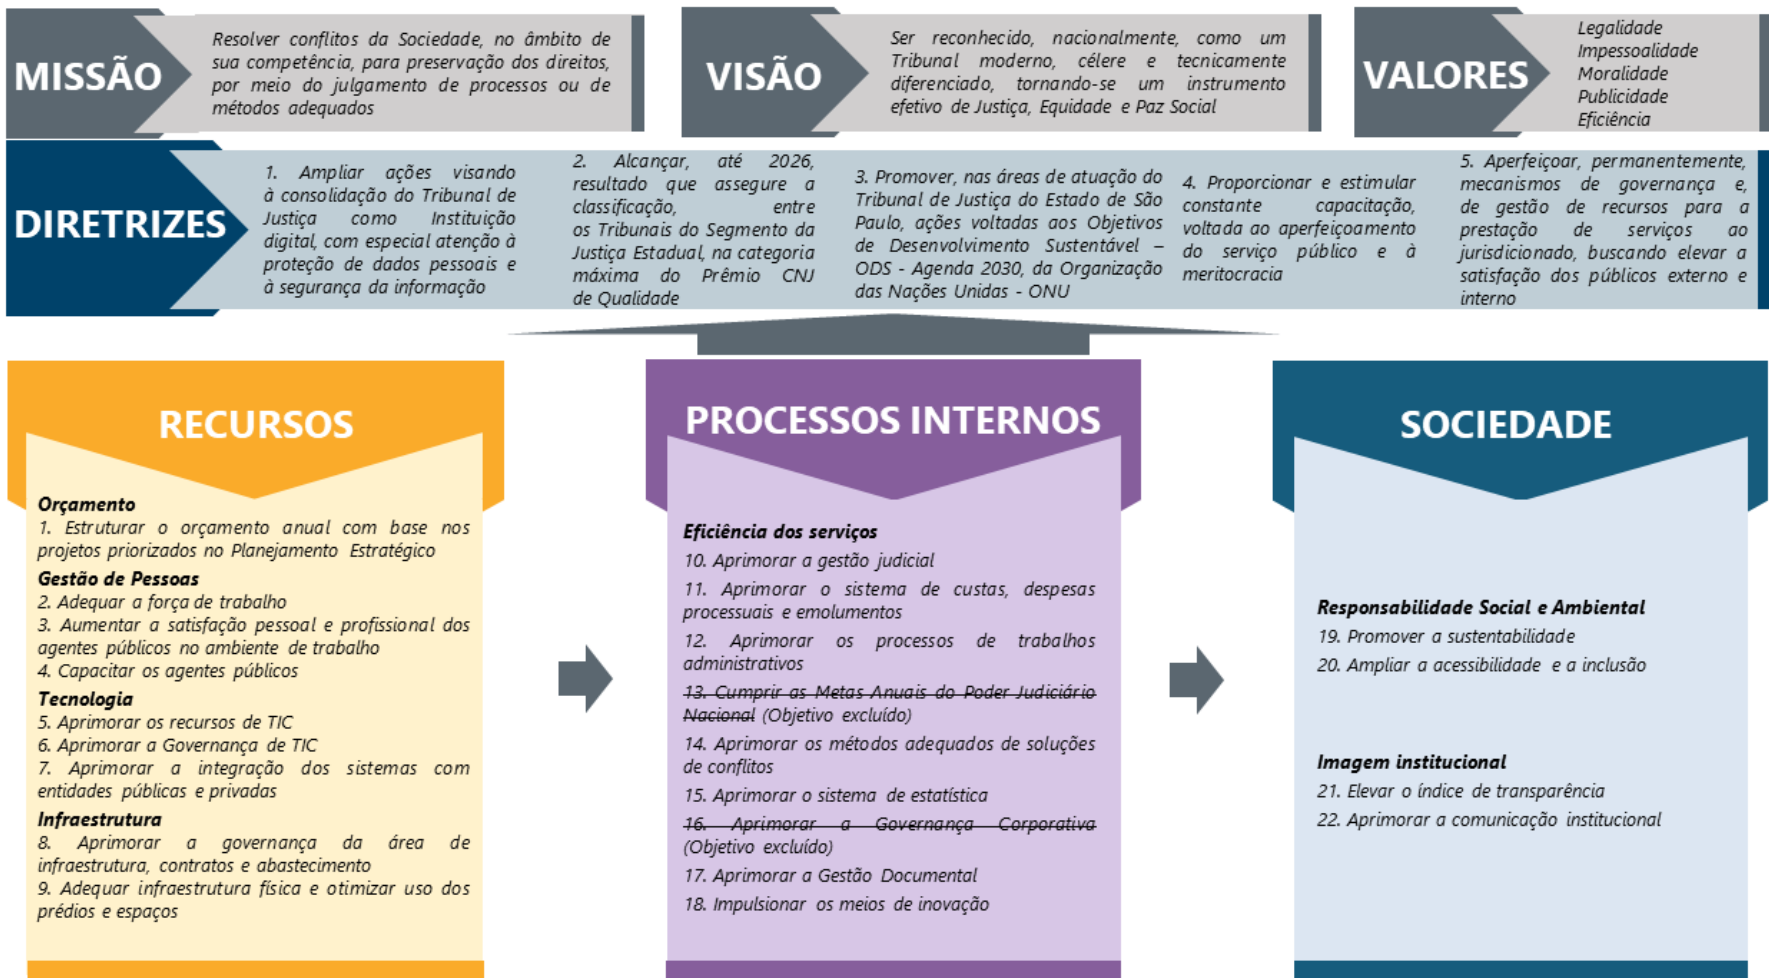 MISSÃO
Resolver conflitos da Sociedade, no âmbito de
sua competência, para preservação dos direitos,
por meio do julgamento de processos ou de
métodos adequados
VISÃO
Ser reconhecido, nacionalmente, como um
Tribunal moderno, célere e tecnicamente
diferenciado, tornando-se um instrumento
efetivo de Justiça, Equidade e Paz Social
VALORES
Legalidade
Impessoalidade
Moralidade
Publicidade
Eficiência
DIRETRIZES
1. Ampliar ações visando
à consolidação do Tribunal de
Justiça como Instituição
digital, com especial atenção à
proteção de dados pessoais e
à segurança da informação
2. Alcançar, até 2026,
resultado que assegure a
classificação, entre
os Tribunais do Segmento da
Justiça Estadual, na categoria
máxima do Prêmio CNJ
de Qualidade
3. Promover, nas áreas de atuação do
Tribunal de Justiça do Estado de São
Paulo, ações voltadas aos Objetivos
de Desenvolvimento Sustentável –
ODS - Agenda 2030, da Organização
das Nações Unidas - ONU
4. Proporcionar e estimular
constante capacitação,
voltada ao aperfeiçoamento
do serviço público e à
meritocracia
5. Aperfeiçoar, permanentemente,
mecanismos de governança e,
de gestão de recursos para a
prestação de serviços ao
jurisdicionado, buscando elevar a
satisfação dos públicos externo e
interno
RECURSOS
Orçamento
1. Estruturar o orçamento anual com base nos
projetos priorizados no Planejamento Estratégico
Gestão de Pessoas
2. Adequar a força de trabalho
3. Aumentar a satisfação pessoal e profissional dos
agentes públicos no ambiente de trabalho
4. Capacitar os agentes públicos
Tecnologia
5. Aprimorar os recursos de TIC
6. Aprimorar a Governança de TIC
7. Aprimorar a integração dos sistemas com
entidades públicas e privadas
Infraestrutura
8. Aprimorar a governança da área de
infraestrutura, contratos e abastecimento
9. Adequar infraestrutura física e otimizar uso dos
prédios e espaços
PROCESSOS INTERNOS
Eficiência dos serviços
10. Aprimorar a gestão judicial
11. Aprimorar o sistema de custas, despesas
processuais e emolumentos
12. Aprimorar os processos de trabalhos
administrativos
13. Cumprir as Metas Anuais do Poder Judiciário
Nacional (Objetivo excluído)
14. Aprimorar os métodos adequados de soluções
de conflitos
15. Aprimorar o sistema de estatística
16. Aprimorar a Governança Corporativa
(Objetivo excluído)
17. Aprimorar a Gestão Documental
18. Impulsionar os meios de inovação
SOCIEDADE
Responsabilidade Social e Ambiental
19. Promover a sustentabilidade
20. Ampliar a acessibilidade e a inclusão
Imagem institucional
21. Elevar o índice de transparência
22. Aprimorar a comunicação institucional